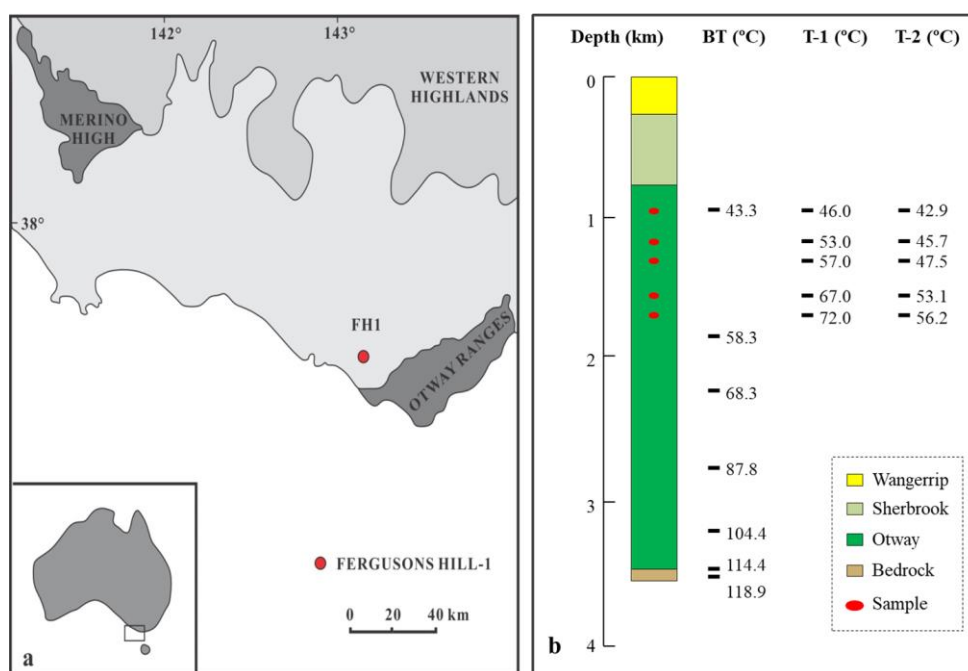 142°
143°
WESTERN
HIGHLANDS
MERINO
HIGH
38°
FH1
OTWAY RANGES
FERGUSONS HILL-1
0 20 40 km
a
Depth (km) BT (ºC) T-1 (ºC) T-2 (ºC)
0
1 43.3 46.0 42.9
53.0 45.7
57.0 47.5
67.0 53.1
72.0 56.2
58.3
2
68.3
87.8
3
104.4
114.4
118.9
4
Wangerrip
Sherbrook
Otway
Bedrock
Sample
b